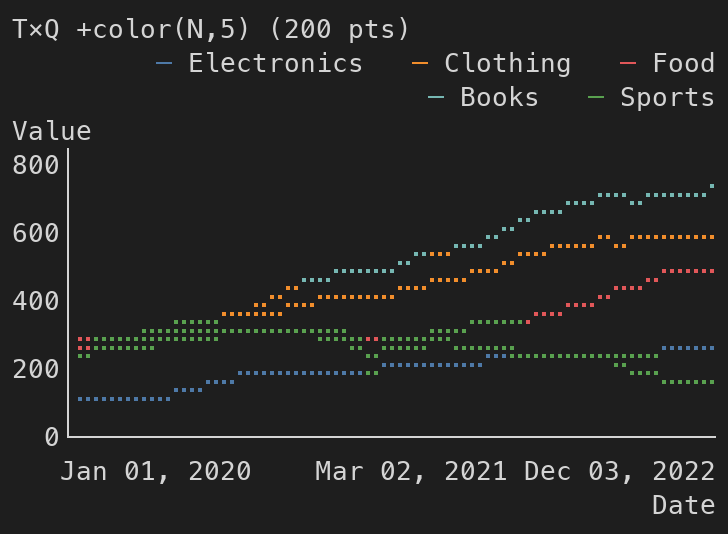 T×Q +color(N,5) (200 pts)
— Electronics — Clothing — Food
— Books — Sports
Value
800
600
400
200
0
Jan 01, 2020 Mar 02, 2021 Dec 03, 2022
Date